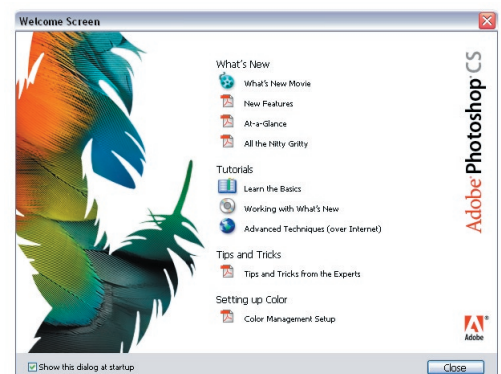 Welcome Screen
What's New
What's New Movie
New Features
At-a-Glance
All the Nitty Gritty
Tutorials
Learn the Basics
Working with What's New
Advanced Techniques (over Internet)
Tips and Tricks
Tips and Tricks from the Experts
Setting up Color
Color Management Setup
Adobe® Photoshop® CS
Adobe®
Show this dialog at startup
Close